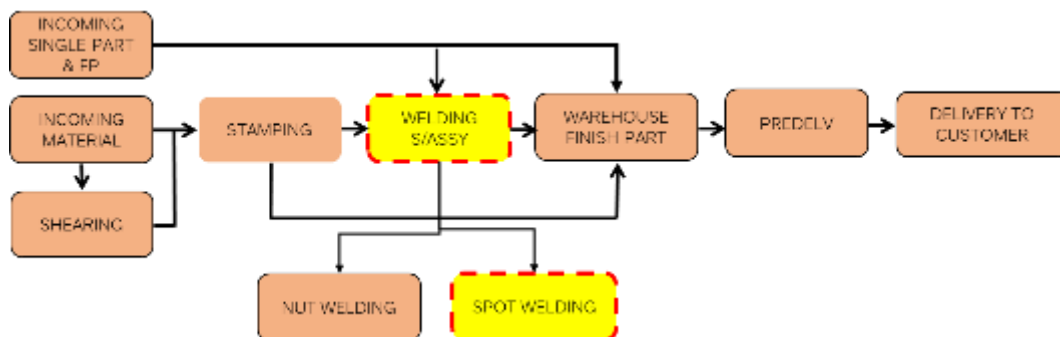 INCOMING
SINGLE PART
& FP
INCOMING
MATERIAL
SHEARING
STAMPING
WELDING
S/ASSY
WAREHOUSE
FINISH PART
PREDELV
DELIVERY TO
CUSTOMER
NUT WELDING
SPOT WELDING